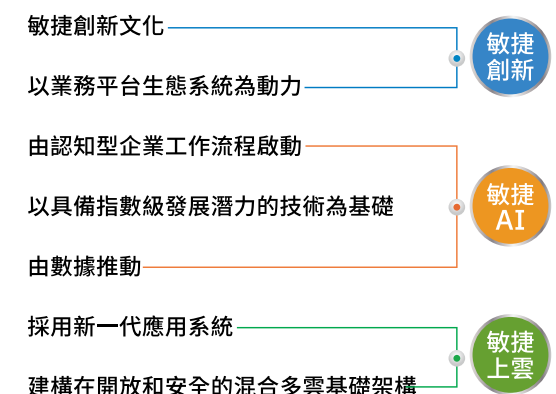 敏捷創新文化
以業務平台生態系統為動力
敏捷
創新
由認知型企業工作流程啟動
以具備指數級發展潛力的技術為基礎
由數據推動
敏捷
AI
採用新一代應用系統
建構在開放和安全的混合多雲基礎架構
敏捷
上雲